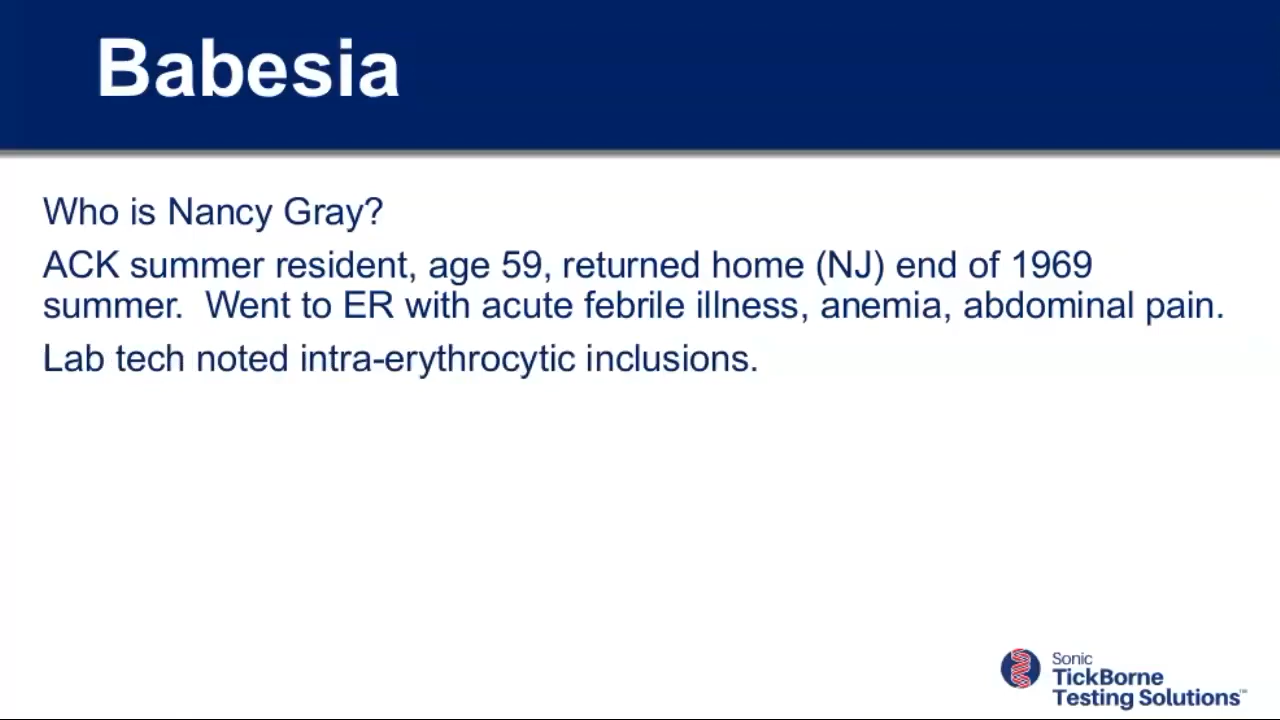 Babesia
Who is Nancy Gray?
ACK summer resident, age 59, returned home (NJ) end of 1969
summer.  Went to ER with acute febrile illness, anemia, abdominal pain.
Lab tech noted intra-erythrocytic inclusions.
Sonic
TickBorne
Testing Solutions™